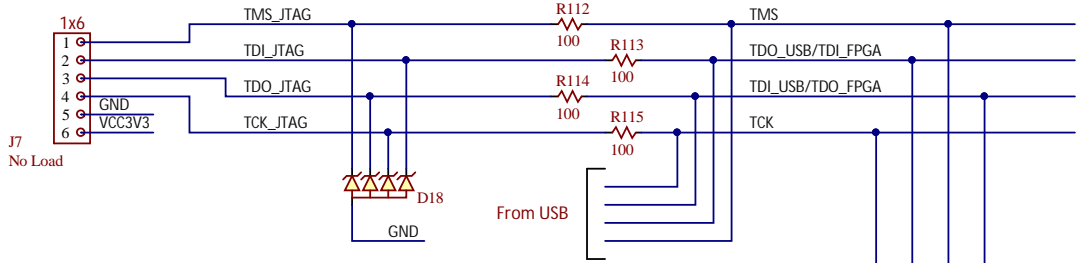 1x6
1
2
3
4
5
6
GND
VCC3V3
J7
No Load
TMS_JTAG
R112
100
TMS
TDI_JTAG
R113
100
TDO_USB/TDI_FPGA
TDO_JTAG
R114
100
TDI_USB/TDO_FPGA
TCK_JTAG
R115
100
TCK
D18
GND
From USB